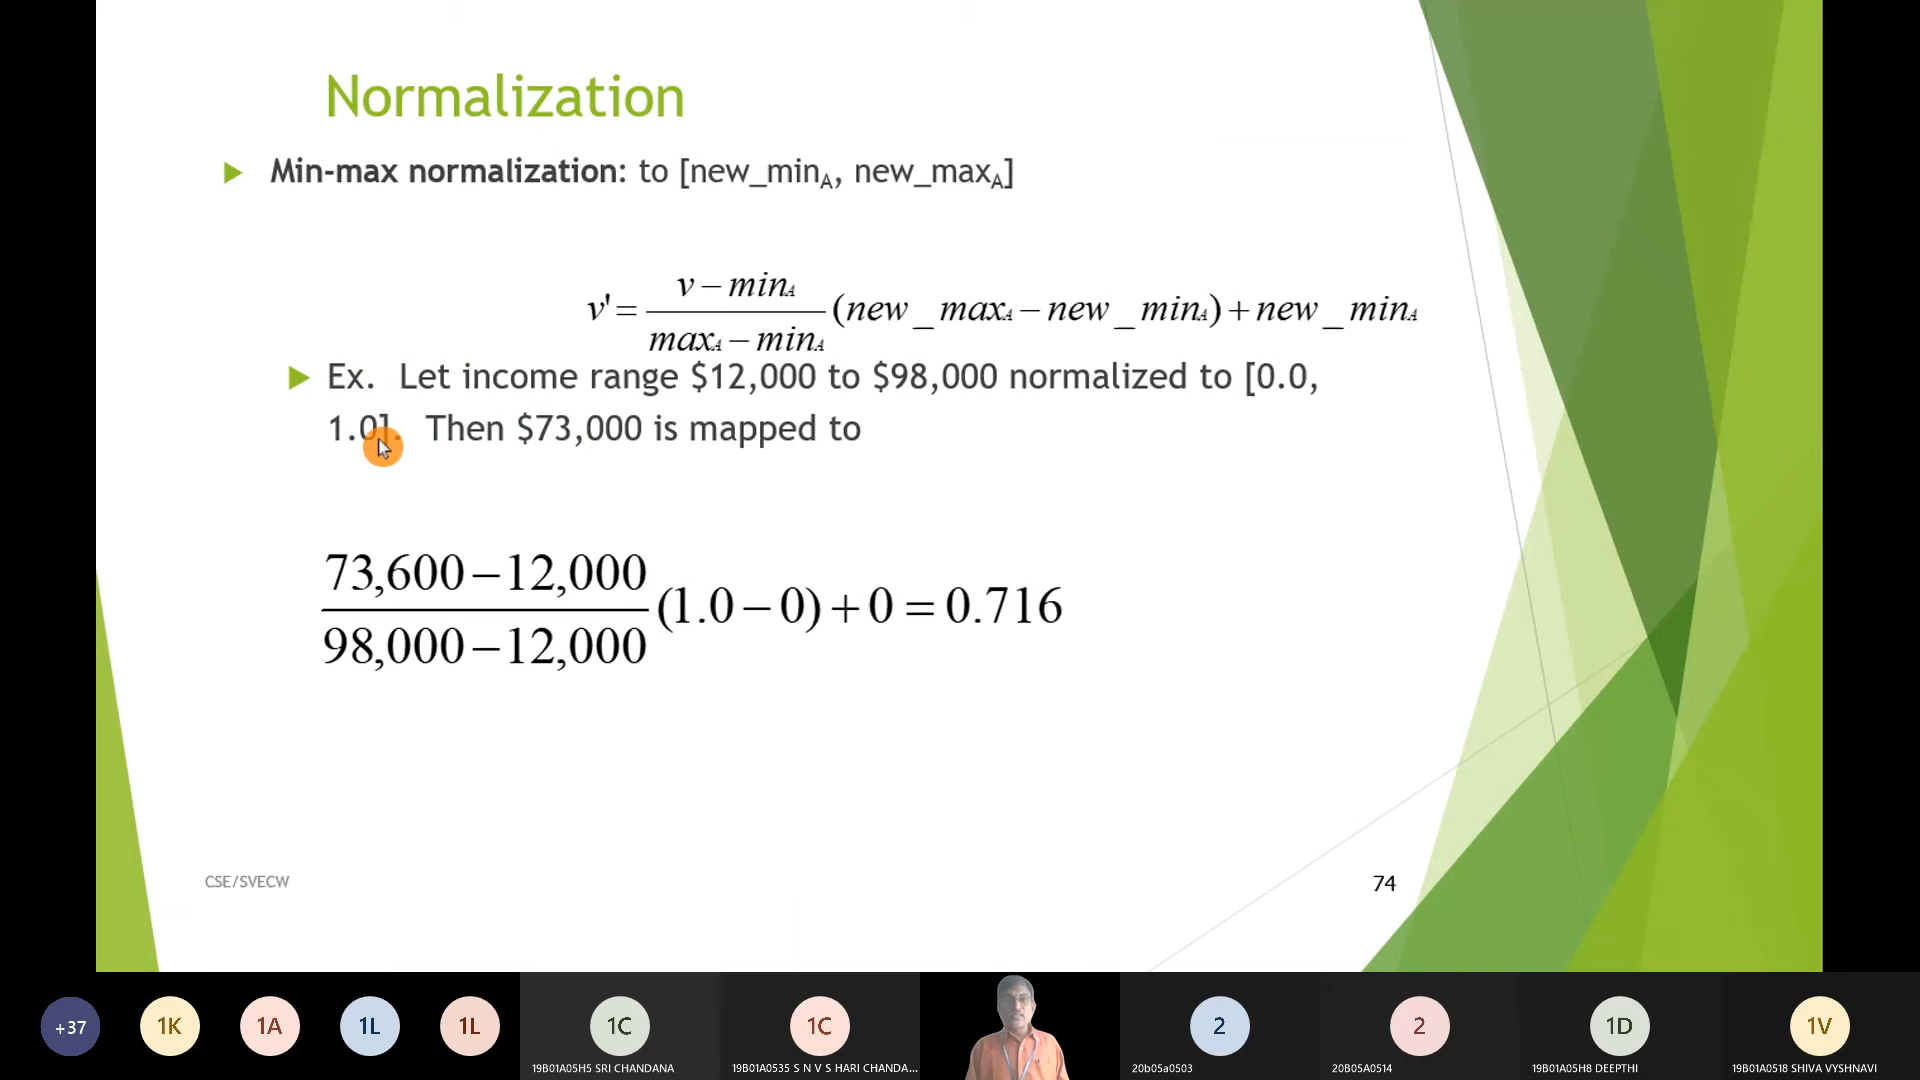 Normalization
Min-max normalization: to [new_minA, new_maxA]
v' = v – minA / maxA – minA (new_maxA – new_minA) + new_minA
Ex. Let income range $12,000 to $98,000 normalized to [0.0,
1.0]. Then $73,000 is mapped to
73,600 – 12,000 / 98,000 – 12,000 (1.0 – 0) + 0 = 0.716
CSE/SVECW
74
+37
1K
1A
1L
1L
1C
1C
2
2
1D
1V
19B01A05H5 SRI CHANDANA
19B01A0535 S N V S HARI CHANDA...
20b05a0503
20B05A0514
19B01A05H8 DEEPTHI
19B01A0518 SHIVA VYSHNAVI